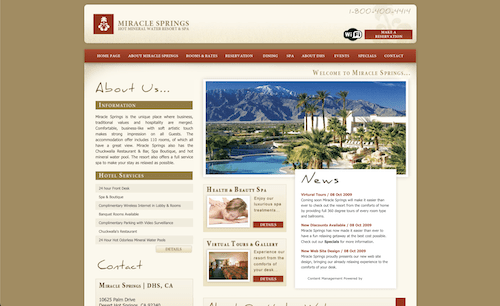 1-800-400-4414
MIRACLE SPRINGS
HOT MINERAL WATER RESORT & SPA
Wi Fi
MAKE A
RESERVATION
HOME PAGE
ABOUT MIRACLE SPRINGS
ROOMS & RATES
RESERVATION
DINING
SPA
ABOUT DHS
EVENTS
SPECIALS
CONTACT
WELCOME TO MIRACLE SPRINGS...
About Us...
INFORMATION
Miracle Springs is the unique place where business,
traditional values and hospitality are merged.
Comfortable, business-like with soft artistic touch
makes strong impression on all Guests. The
accommodation offer includes 110 rooms, of which all
have a great view. Miracle Springs also has the
Chuckwalla Restaurant & Bar, Spa Boutique, and hot
mineral water pool. The resort also offers a full service
spa to make your stay as relaxed as possible.
HOTEL SERVICES
24 hour Front Desk
Spa & Boutique
Complimentary Wireless Internet in Lobby & Rooms
Banquet Rooms Available
Complimentary Parking with Video Surveillance
Chuckwalla's Restaurant
24 Hour Hot Odorless Mineral Water Pools
DETAILS
Contact
MIRACLE SPRINGS | DHS, CA
10625 Palm Drive
Desert Hot Springs, CA 92240
HEALTH & BEAUTY SPA
Enjoy our
luxurious spa
treatments...
DETAILS
VIRTUAL TOURS & GALLERY
Experience our
resort from the
comforts of your
desk...
DETAILS
News
Virtual Tours / 08 Oct 2009
Coming soon Miracle Springs will make it easier than
ever to check out the resort from the comforts of home
by providing full 360 degree tours of every room type
and ballrooms.
New Discounts Available / 08 Oct 2009
Miracle Springs has now made it easier than ever to
have a fun relaxing getaway at the best cost possible.
Check out our Specials for more information.
New Web Site Design / 08 Oct 2009
Miracle Springs proudly presents our new web site
design, bringing our already relaxing experience to the
comforts of your desk.
- Content Management Powered by